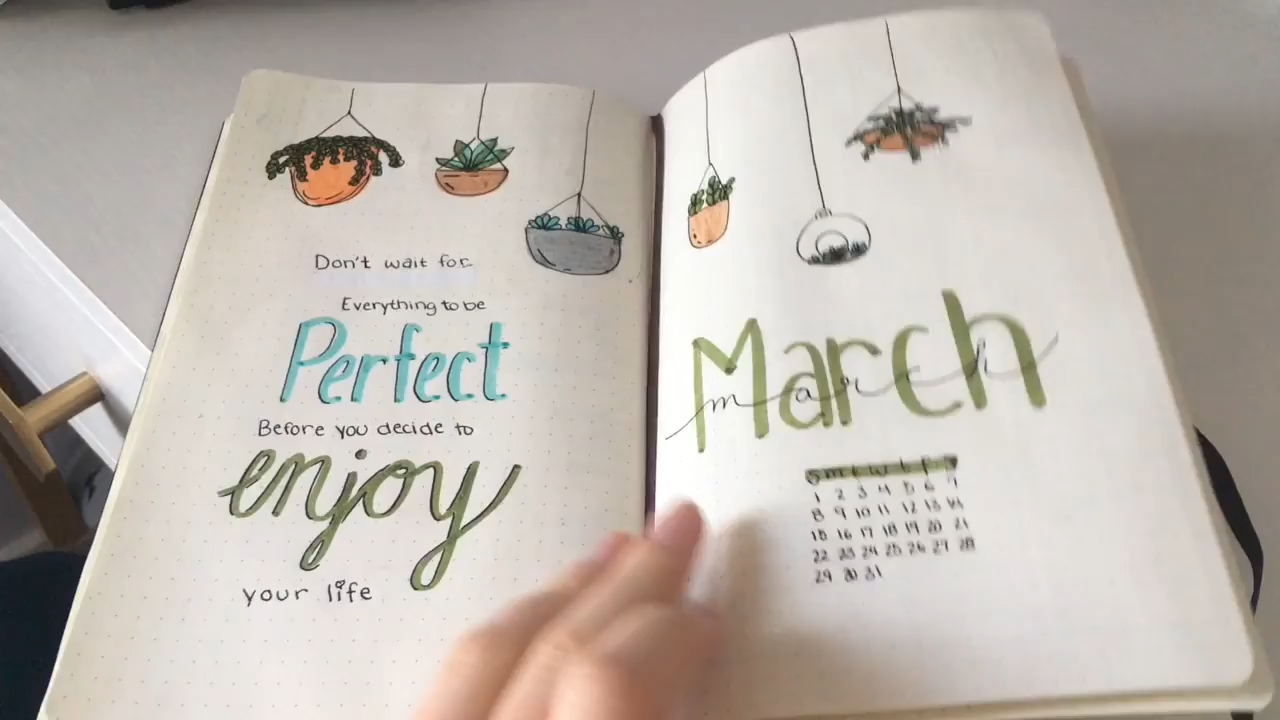 Don't wait for
Everything to be
Perfect
Before you decide to
enjoy
your life
March
march
S m t w t f s
1 2 3 4 5 6 7
8 9 10 11 12 13 14
15 16 17 18 19 20 21
22 23 24 25 26 27 28
29 30 31